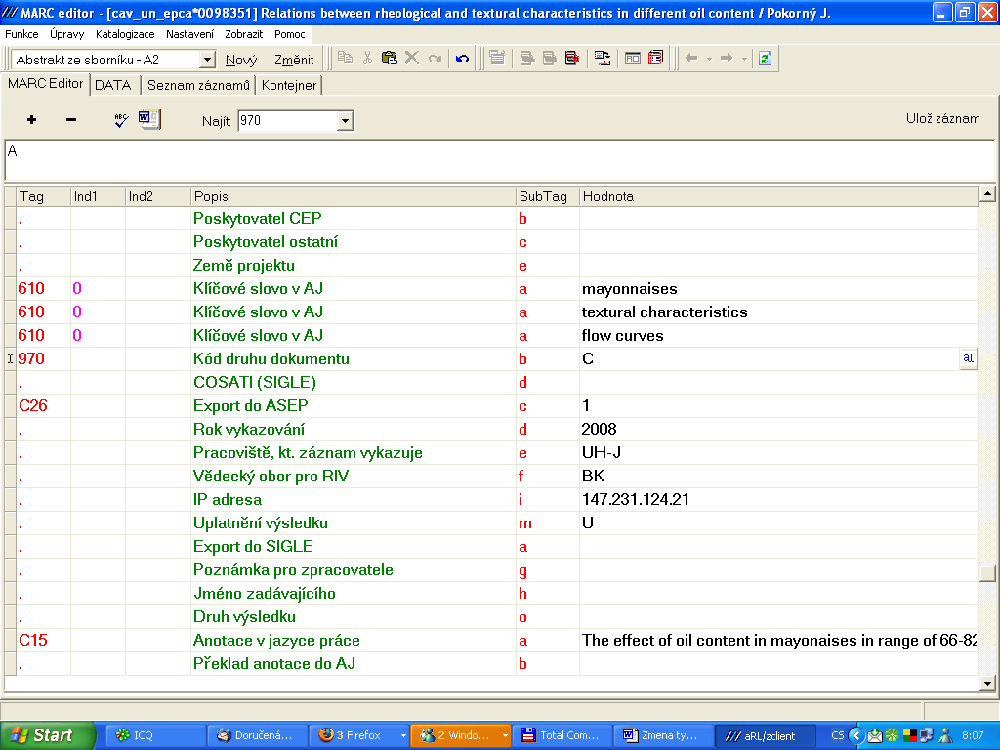 MARC editor - [cav_un_epca*0098351] Relations between rheological and textural characteristics in different oil content / Pokorný J.
Funkce Úpravy Katalogizace Nastavení Zobrazit Pomoc
Abstrakt ze sborníku - A2 Nový Změnit
MARC Editor DATA Seznam záznamů Kontejner
+ - ABC W Najít: 970 Ulož záznam
A
Tag Ind1 Ind2 Popis SubTag Hodnota
. Poskytovatel CEP b
. Poskytovatel ostatní c
. Země projektu e
610 0 Klíčové slovo v AJ a mayonnaises
610 0 Klíčové slovo v AJ a textural characteristics
610 0 Klíčové slovo v AJ a flow curves
970 Kód druhu dokumentu b C a
. COSATI (SIGLE) d
C26 Export do ASEP c 1
. Rok vykazování d 2008
. Pracoviště, kt. záznam vykazuje e UH-J
. Vědecký obor pro RIV f BK
. IP adresa i 147.231.124.21
. Uplatnění výsledku m U
. Export do SIGLE a
. Poznámka pro zpracovatele g
. Jméno zadávajícího h
. Druh výsledku o
C15 Anotace v jazyce práce a The effect of oil content in mayonaises in range of 66-82
. Překlad anotace do AJ b
Start ICQ Doručená... 3 Firefox 2 Windo... Total Com... Zmena ty... aRL/zclient CS 8:07